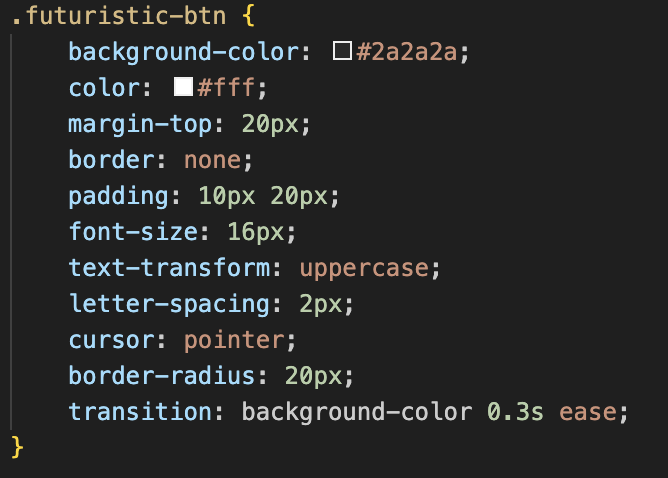 .futuristic-btn {
    background-color: #2a2a2a;
    color: #fff;
    margin-top: 20px;
    border: none;
    padding: 10px 20px;
    font-size: 16px;
    text-transform: uppercase;
    letter-spacing: 2px;
    cursor: pointer;
    border-radius: 20px;
    transition: background-color 0.3s ease;
}